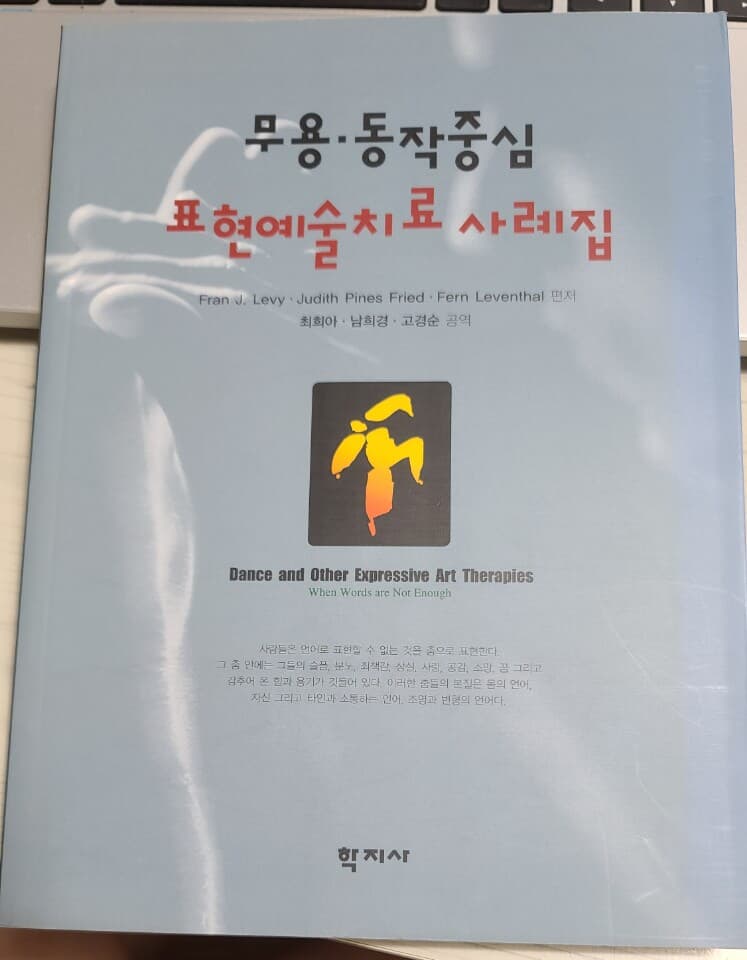 무용·동작중심
표현예술치료 사례집
Fran J. Levy · Judith Pines Fried · Fern Leventhal 편저
최희아 · 남희경 · 고경순 공역
Dance and Other Expressive Art Therapies
When Words are Not Enough
사람들은 언어로 표현할 수 없는 것을 춤으로 표현한다.
그 춤 안에는 그들의 슬픔, 분노, 죄책감, 상실, 사랑, 공감, 소망, 꿈 그리고
감추어 온 힘과 용기가 깃들어 있다. 이러한 춤들의 본질은 몸의 언어,
자신 그리고 타인과 소통하는 언어, 조명과 변형의 언어다.
학지사